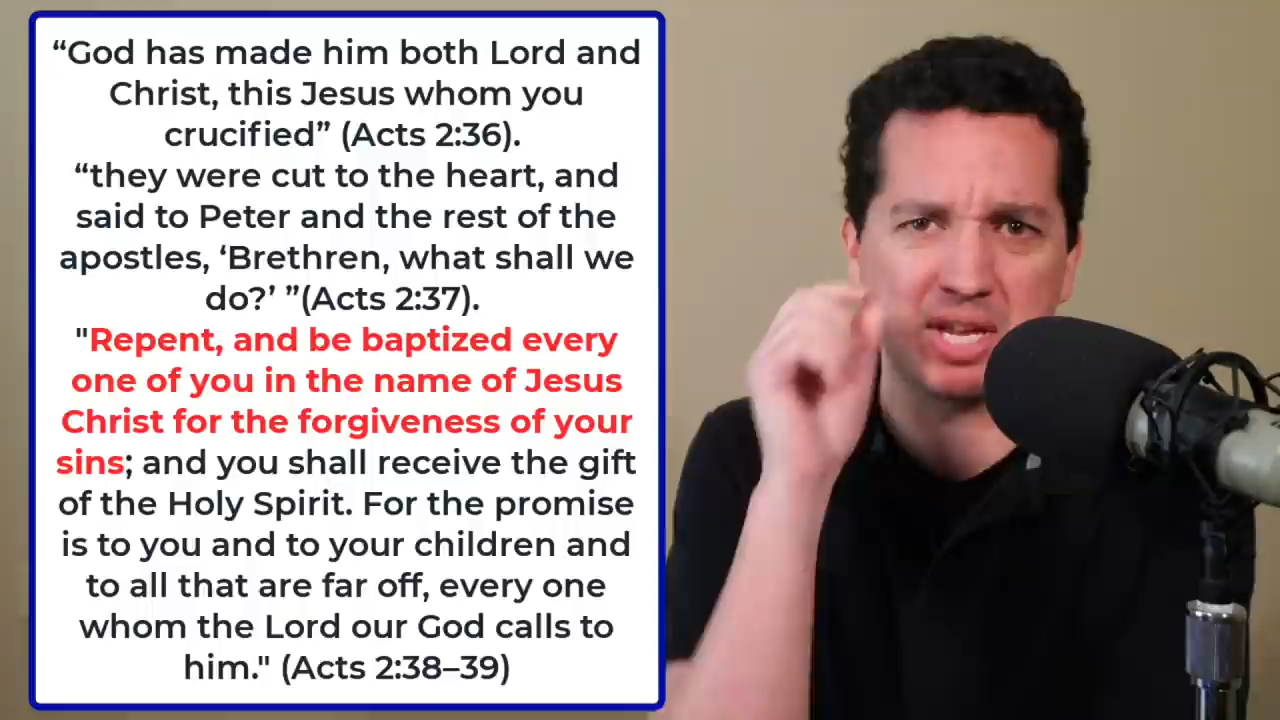 “God has made him both Lord and
Christ, this Jesus whom you
crucified” (Acts 2:36).
“they were cut to the heart, and
said to Peter and the rest of the
apostles, ‘Brethren, what shall we
do?’ ”(Acts 2:37).
"Repent, and be baptized every
one of you in the name of Jesus
Christ for the forgiveness of your
sins; and you shall receive the gift
of the Holy Spirit. For the promise
is to you and to your children and
to all that are far off, every one
whom the Lord our God calls to
him." (Acts 2:38–39)